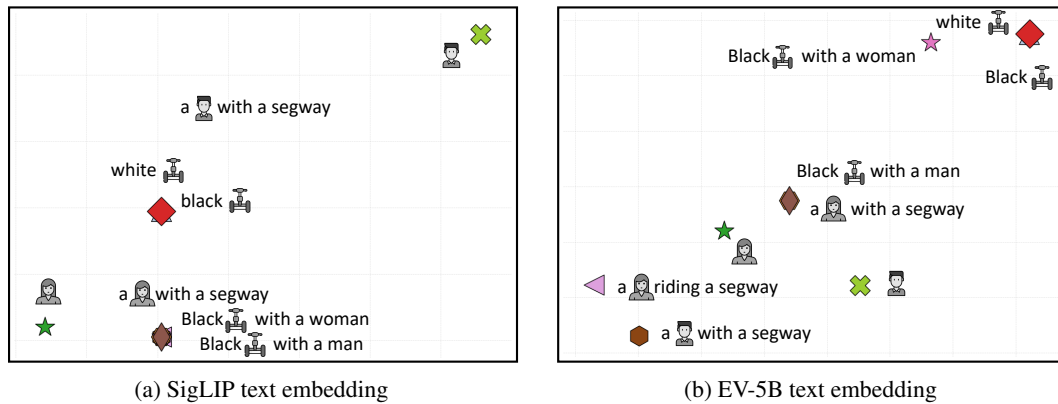 a with a segway
white
black
a with a segway
Black with a woman
Black with a man
(a) SigLIP text embedding
white
Black with a woman
Black
Black with a man
a with a segway
a riding a segway
a with a segway
(b) EV-5B text embedding